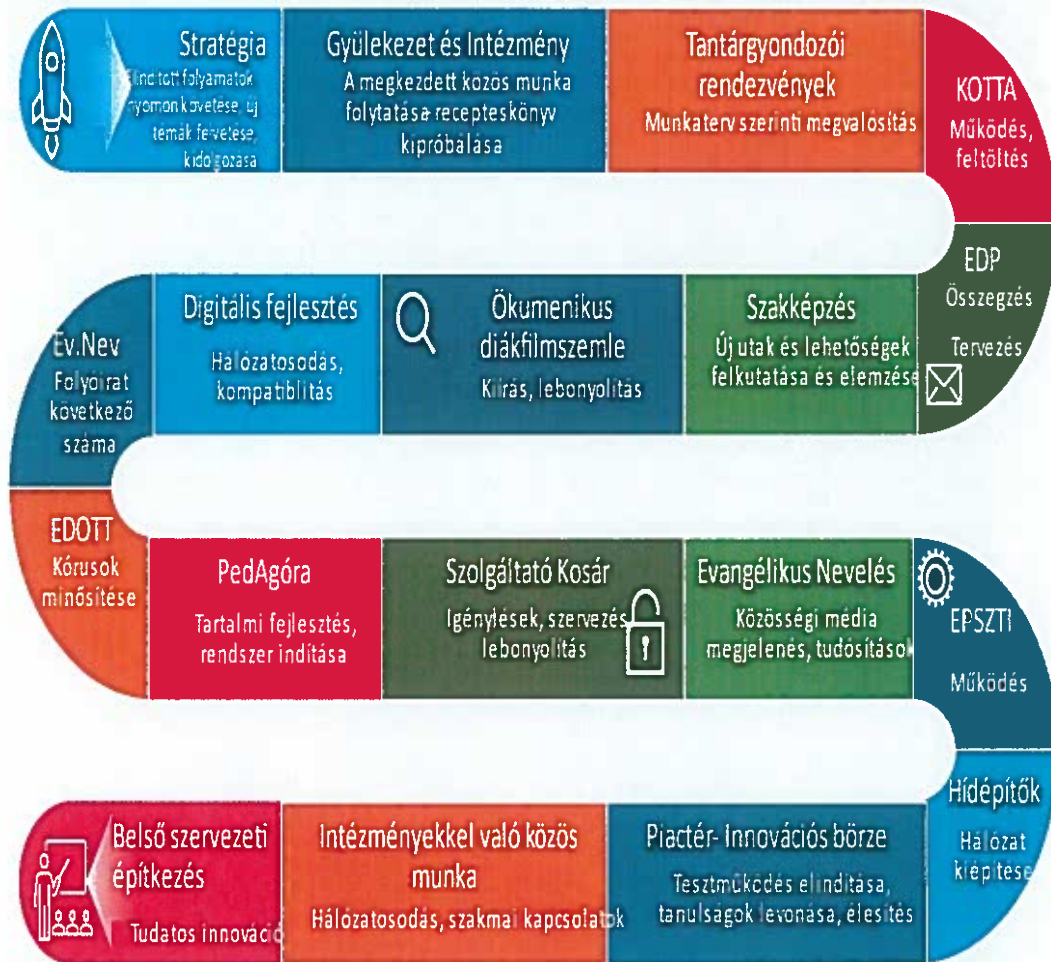 Stratégia
Elindított folyamatok
nyomonkövetése, új
témák felvetése,
kidolgozása
Gyülekezet és Intézmény
A megkezdett közös munka
folytatása-recepteskönyv
kipróbálása
Tantárgyondozói
rendezvények
Munkaterv szerinti megvalósítás
KOTTA
Működés,
feltöltés
Ev.Nev
Folyóirat
következő
száma
Digitális fejlesztés
Hálózatosodás,
kompatiblitás
Ökumenikus
diákfilmszemle
Kiírás, lebonyolítás
Szakképzés
Új utak és lehetőségek
felkutatása és elemzése
EDP
Összegzés
Tervezés
EDOTT
Kórusok
minősítése
PedAgóra
Tartalmi fejlesztés,
rendszer indítása
Szolgáltató Kosár
Igénylések, szervezés
lebonyolítás
Evangélikus Nevelés
Közösségi média
megjelenés, tudósítások
EPSZTI
Működés
Belső szervezeti
építkezés
Tudatos innováció
Intézményekkel való közös
munka
Hálózatosodás, szakmai kapcsolatok
Piactér- Innovációs börze
Tesztműködés elindítása,
tanulságok levonása, élesítés
Hídépítők
Hálózat
kiépítése